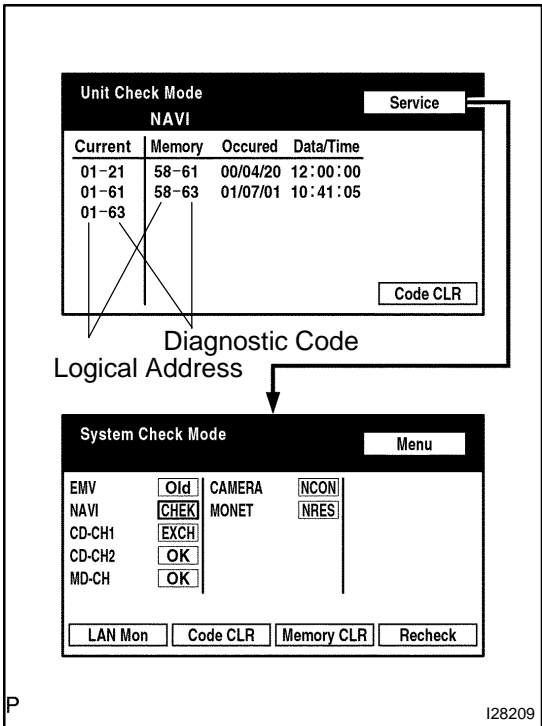 Unit Check Mode
Service
NAVI
Current Memory Occured Data/Time
01-21 58-61 00/04/20 12:00:00
01-61 58-63 01/07/01 10:41:05
01-63
Code CLR
Diagnostic Code
Logical Address
System Check Mode
Menu
EMV Old CAMERA NCON
NAVI CHEK MONET NRES
CD-CH1 EXCH
CD-CH2 OK
MD-CH OK
LAN Mon Code CLR Memory CLR Recheck
P
I28209